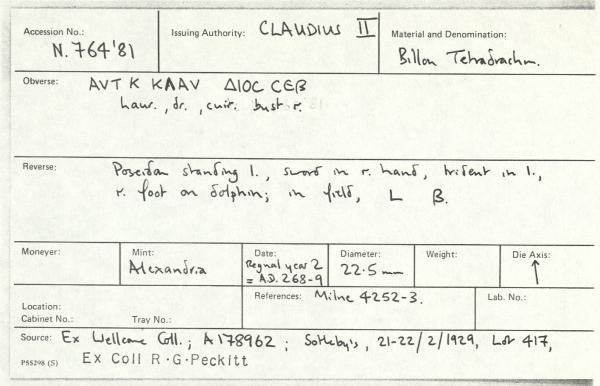 Accession No.: N.764'81
Issuing Authority: CLAUDIUS II
Material and Denomination: Billon Tetradrachm.
Obverse: AVT K KΛAV ΔIOC CEB
laur., dr., cuir. bust r.
Reverse: Poseidon standing l., sword in r. hand, trident in l.,
r. foot on dolphin; in field, L B.
Moneyer:
Mint: Alexandria
Date: Regnal year 2
= A.D. 268-9
Diameter: 22.5 mm
Weight:
Die Axis: ↑
Location:
Cabinet No.: Tray No.:
References: Milne 4252-3.
Lab. No.:
Source: Ex Wellcome Coll.; A178962; Sotheby's, 21-22/2/1929, Lot 417,
P55298 (S) Ex Coll R.G.Peckitt